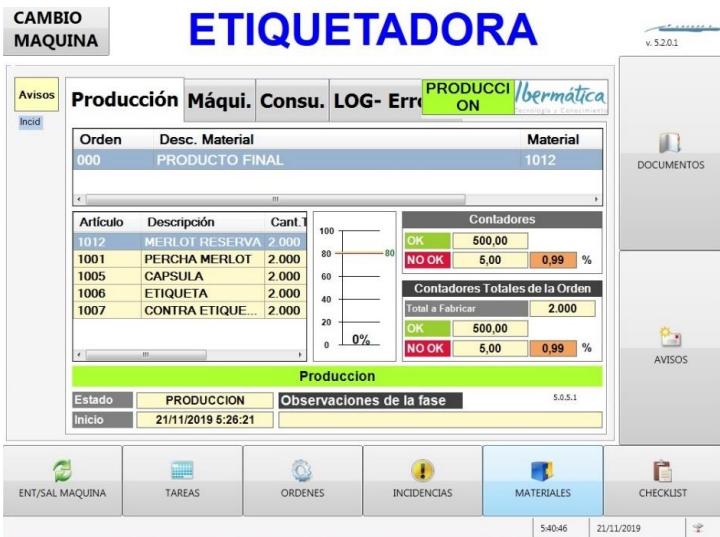 CAMBIO
MAQUINA
ETIQUETADORA
v. 5.2.0.1
Avisos
Incid
Producción Máqui. Consu. LOG- Erro
PRODUCCI
ON
Ibermática
Tecnología y Conocimiento
Orden Desc. Material Material
000 PRODUCTO FINAL 1012
Artículo Descripción Cant.T
1012 MERLOT RESERVA 2.000
1001 PERCHA MERLOT 2.000
1005 CAPSULA 2.000
1006 ETIQUETA 2.000
1007 CONTRA ETIQUE... 2.000
100
80 80
60
40
20
0 0%
Contadores
OK 500,00
NO OK 5,00 0,99 %
Contadores Totales de la Orden
Total a Fabricar 2.000
OK 500,00
NO OK 5,00 0,99 %
Produccion
Estado PRODUCCION Observaciones de la fase 5.0.5.1
Inicio 21/11/2019 5:26:21
DOCUMENTOS
AVISOS
ENT/SAL MAQUINA TAREAS ORDENES INCIDENCIAS MATERIALES CHECKLIST
5:40:46 21/11/2019